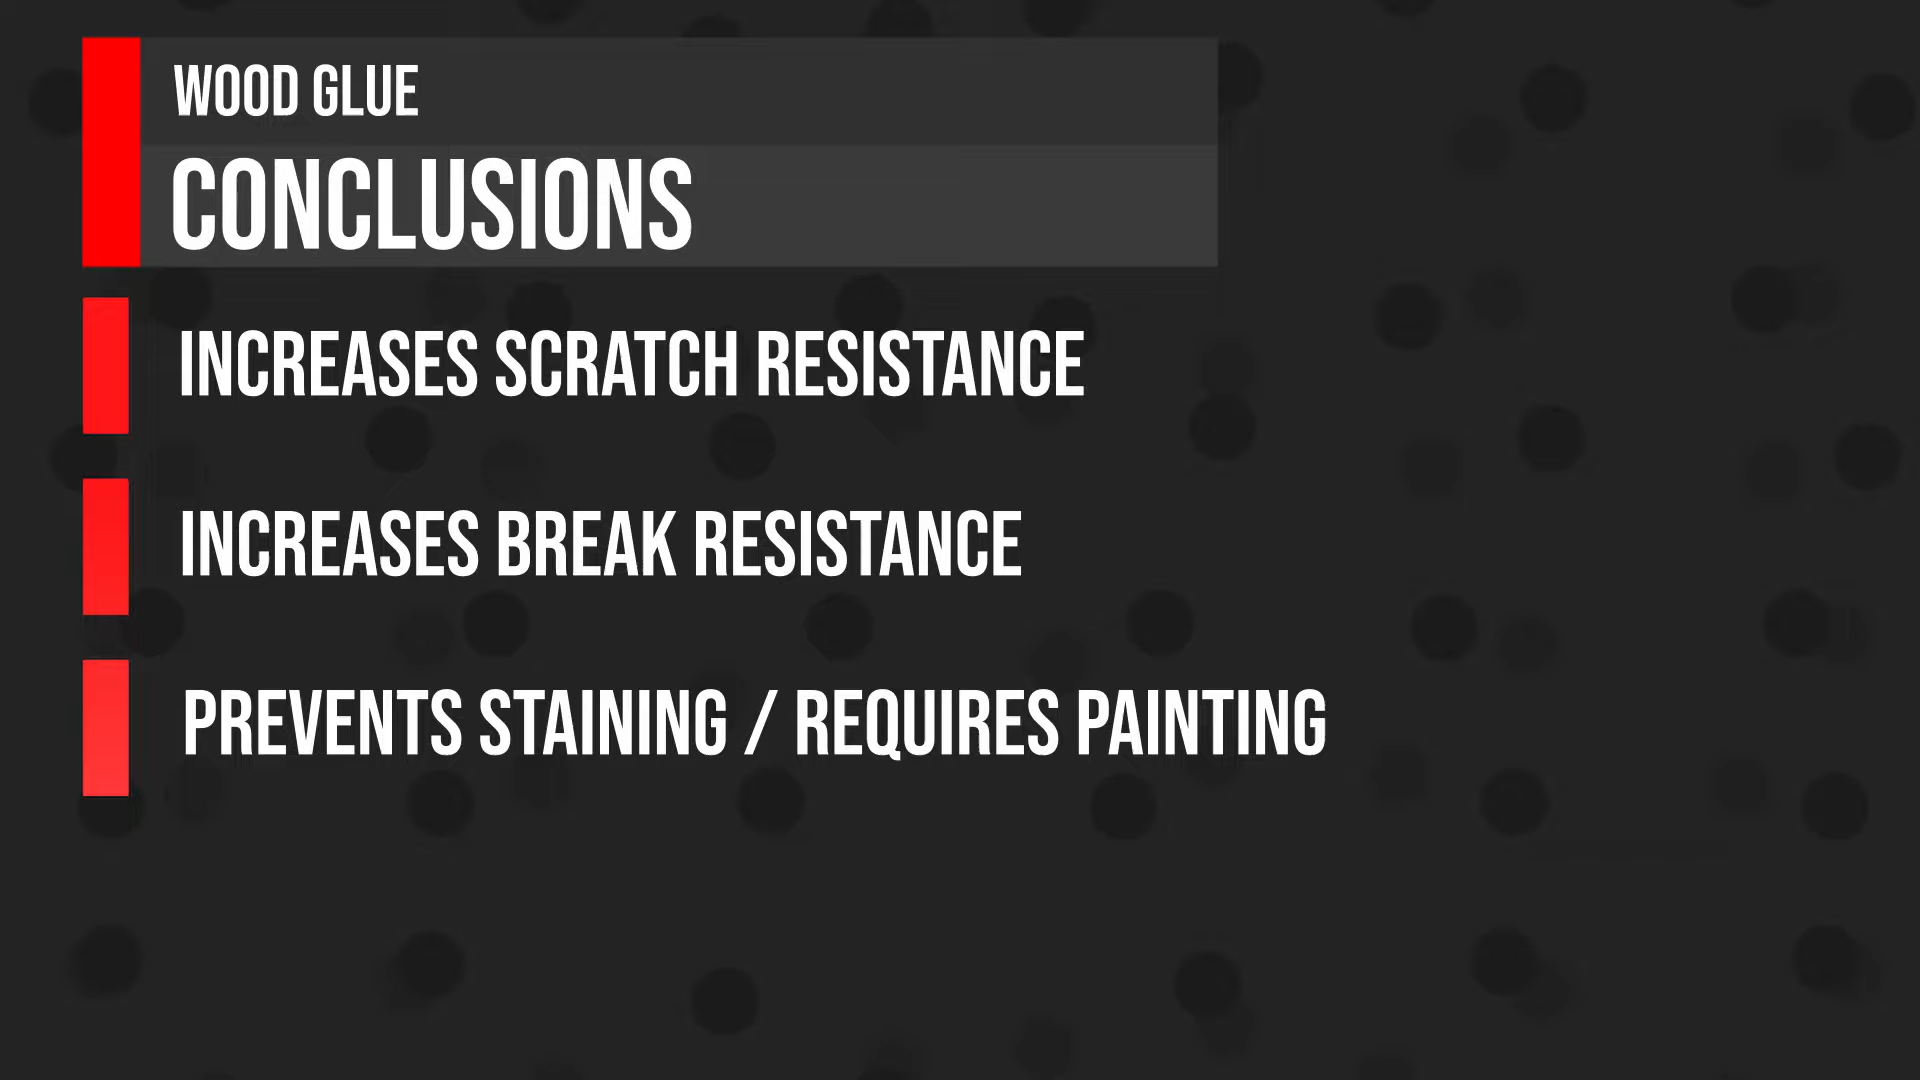 WOOD GLUE
CONCLUSIONS
INCREASES SCRATCH RESISTANCE
INCREASES BREAK RESISTANCE
PREVENTS STAINING / REQUIRES PAINTING